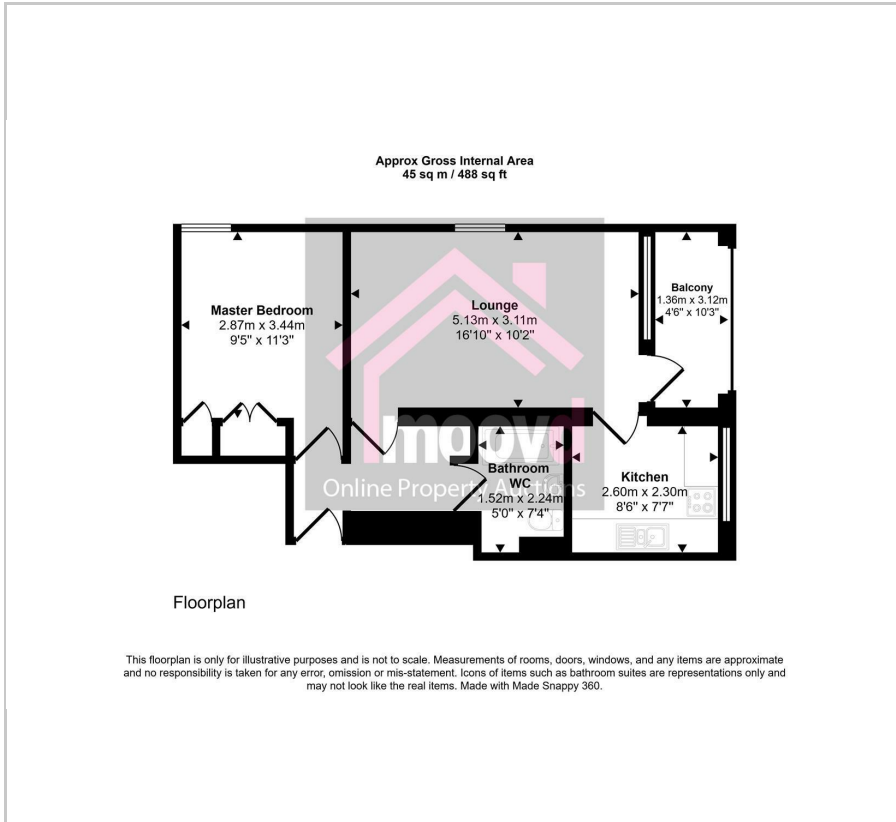 Approx Gross Internal Area
45 sq m / 488 sq ft
Master Bedroom
2.87m x 3.44m
9'5" x 11'3"
Lounge
5.13m x 3.11m
16'10" x 10'2"
Balcony
1.36m x 3.12m
4'6" x 10'3"
moovd
Online Property Auctions
Bathroom
WC
1.52m x 2.24m
5'0" x 7'4"
Kitchen
2.60m x 2.30m
8'6" x 7'7"
Floorplan
This floorplan is only for illustrative purposes and is not to scale. Measurements of rooms, doors, windows, and any items are approximate
and no responsibility is taken for any error, omission or mis-statement. Icons of items such as bathroom suites are representations only and
may not look like the real items. Made with Made Snappy 360.